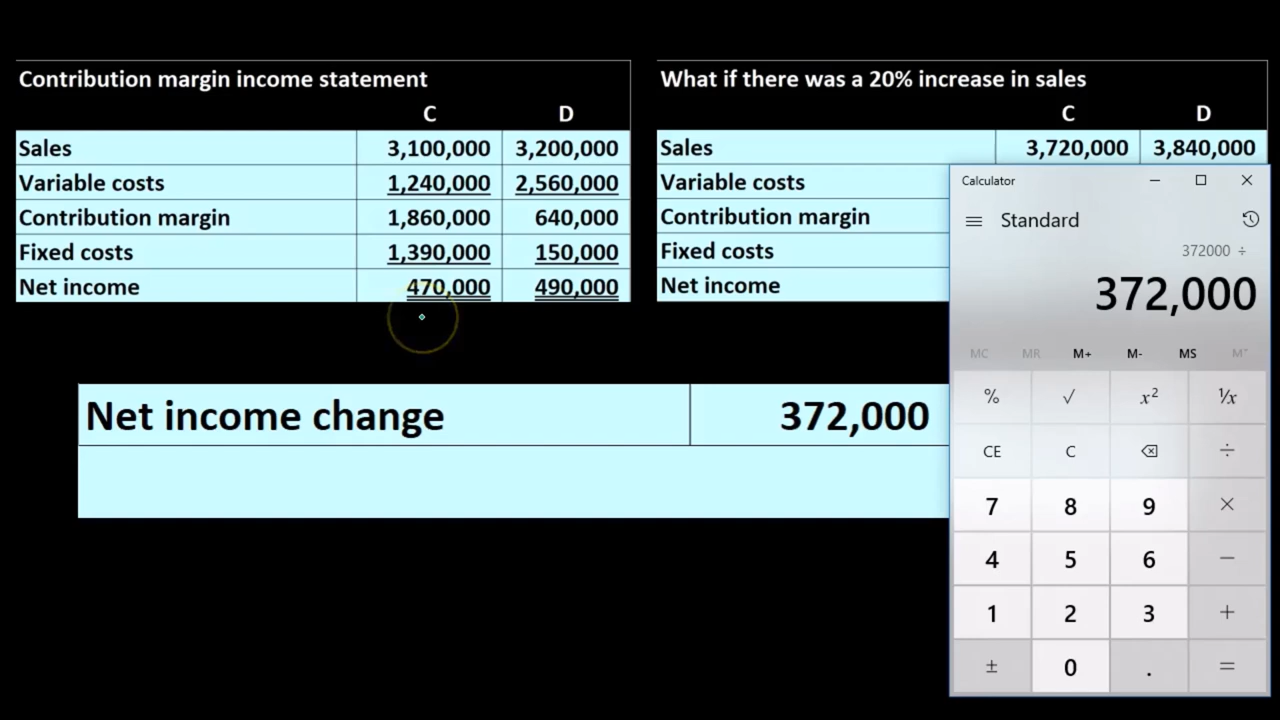 Contribution margin income statement
C D
Sales 3,100,000 3,200,000
Variable costs 1,240,000 2,560,000
Contribution margin 1,860,000 640,000
Fixed costs 1,390,000 150,000
Net income 470,000 490,000
What if there was a 20% increase in sales
C D
Sales 3,720,000 3,840,000
Variable costs
Contribution margin
Fixed costs
Net income
Net income change 372,000
Calculator
Standard
372000 ÷
372,000
MC MR M+ M- MS M˅
% √ x² ¹/x
CE C ÷
7 8 9 ×
4 5 6 −
1 2 3 +
± 0 . =